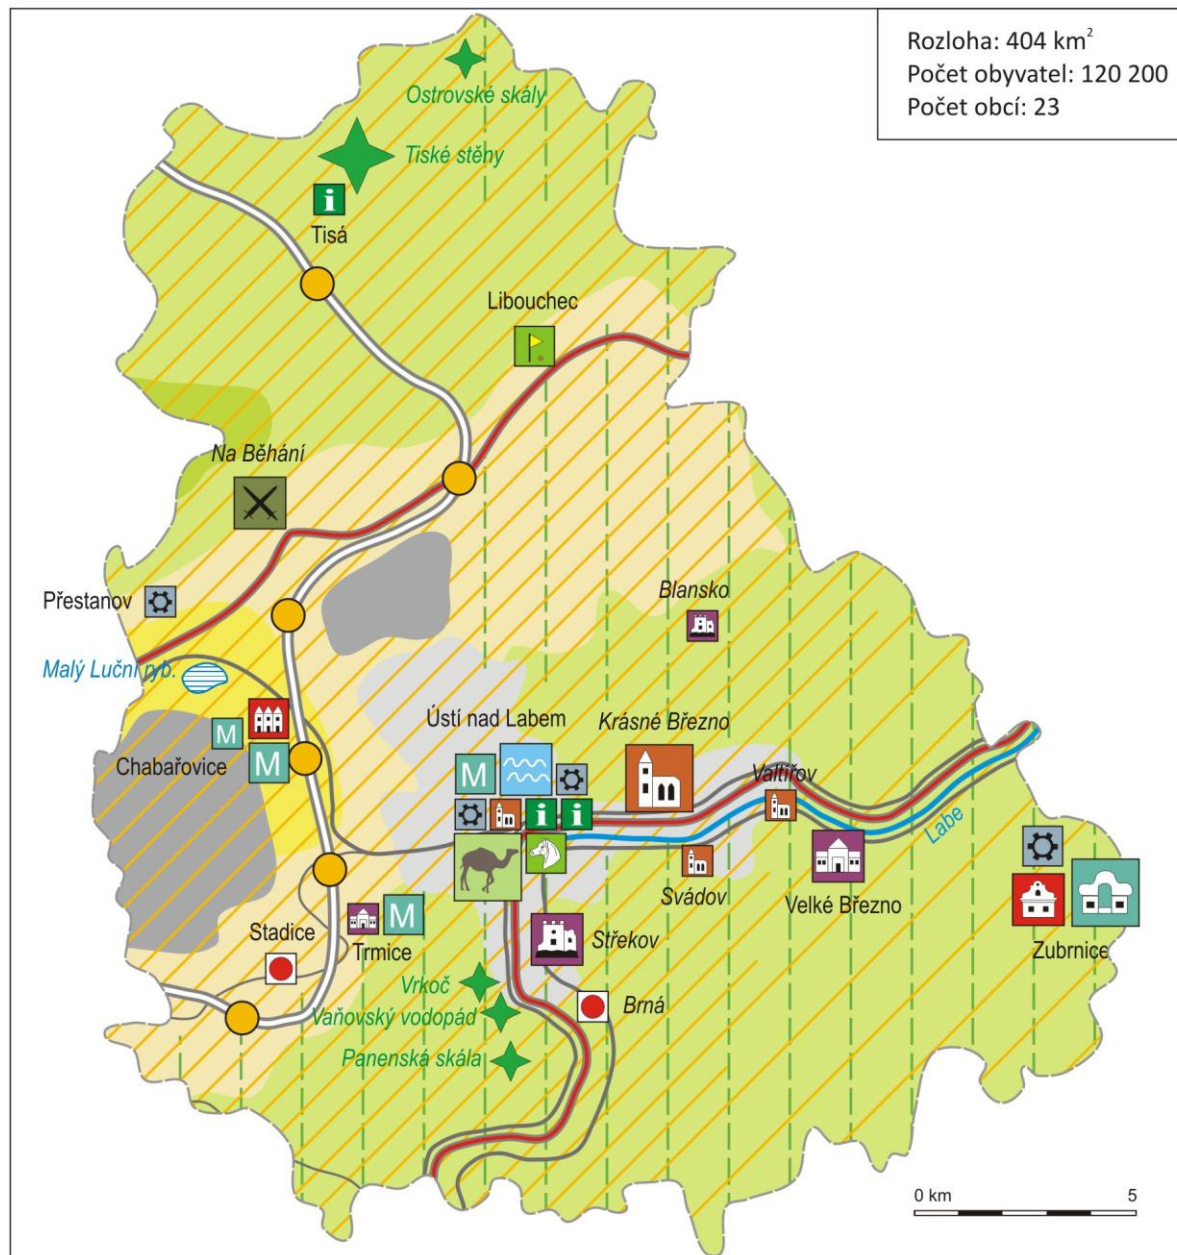 Rozloha: 404 km²
Počet obyvatel: 120 200
Počet obcí: 23
Ostrovské skály
Tiské stěny
i
Tisá
Libouchec
Na Běhání
Přestanov
Blansko
Malý Luční ryb.
Ústí nad Labem
Krásné Březno
M
M
Chabařovice
M
Valtířov
Labe
i i
Svádov
Velké Březno
Stadice
M
Trmice
Střekov
Zubrnice
Vrkoč
Vaňovský vodopád
Brná
Panenská skála
0 km 5